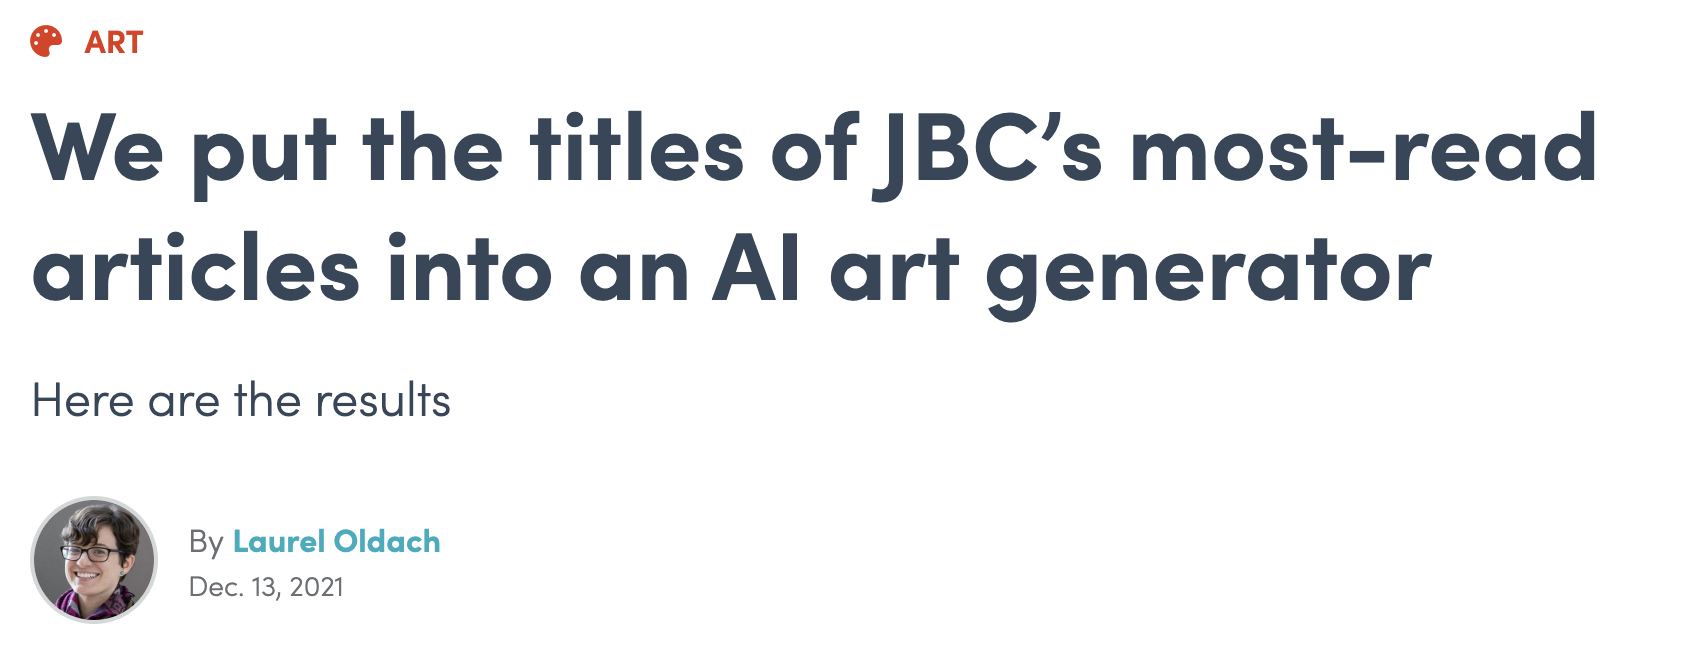 ART
We put the titles of JBC’s most-read
articles into an AI art generator
Here are the results
By Laurel Oldach
Dec. 13, 2021